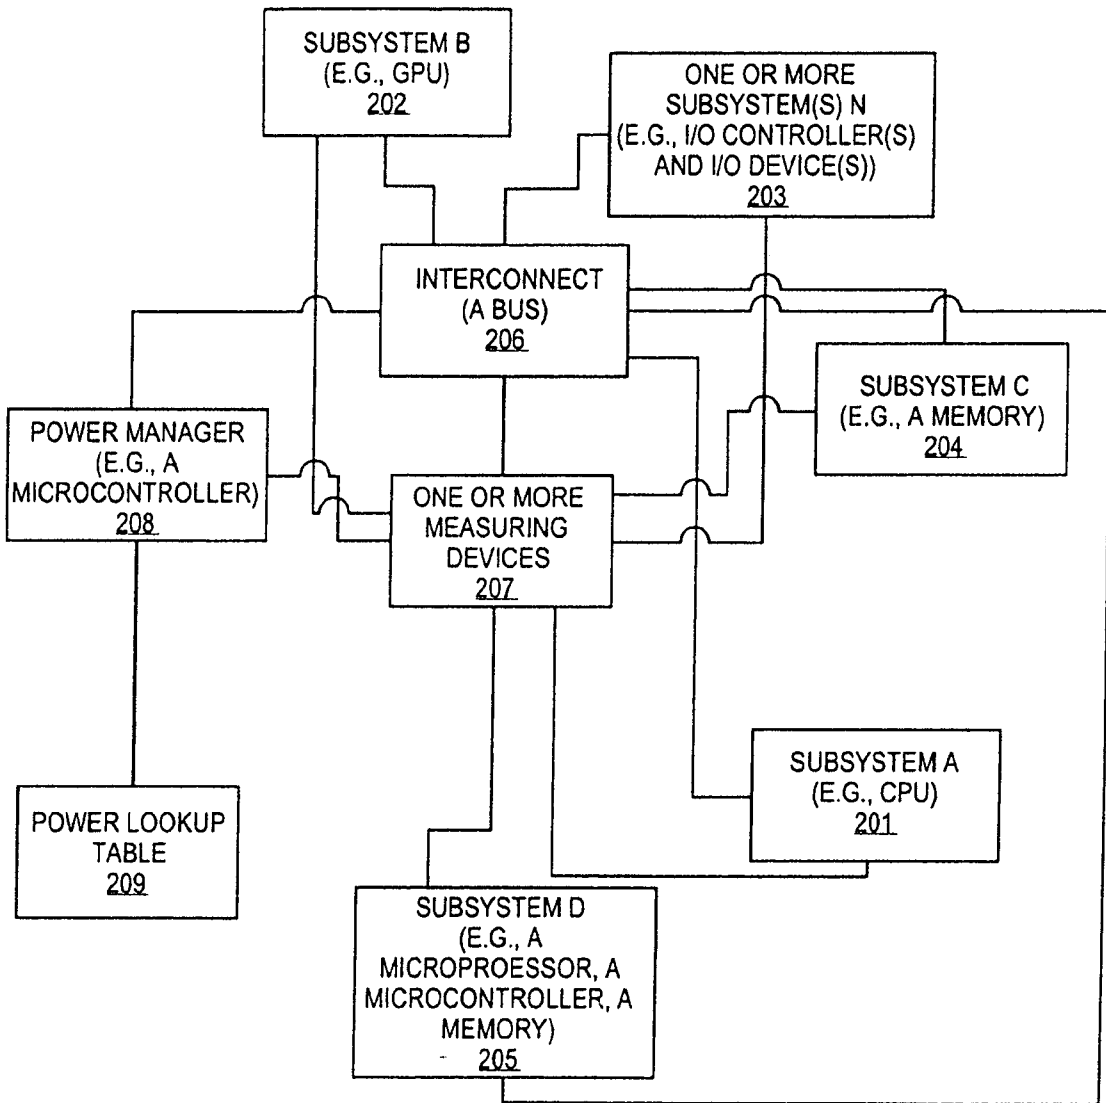 SUBSYSTEM B
(E.G., GPU)
202
ONE OR MORE
SUBSYSTEM(S) N
(E.G., I/O CONTROLLER(S)
AND I/O DEVICE(S))
203
INTERCONNECT
(A BUS)
206
SUBSYSTEM C
(E.G., A MEMORY)
204
POWER MANAGER
(E.G., A
MICROCONTROLLER)
208
ONE OR MORE
MEASURING
DEVICES
207
SUBSYSTEM A
(E.G., CPU)
201
POWER LOOKUP
TABLE
209
SUBSYSTEM D
(E.G., A
MICROPROESSOR, A
MICROCONTROLLER, A
MEMORY)
205